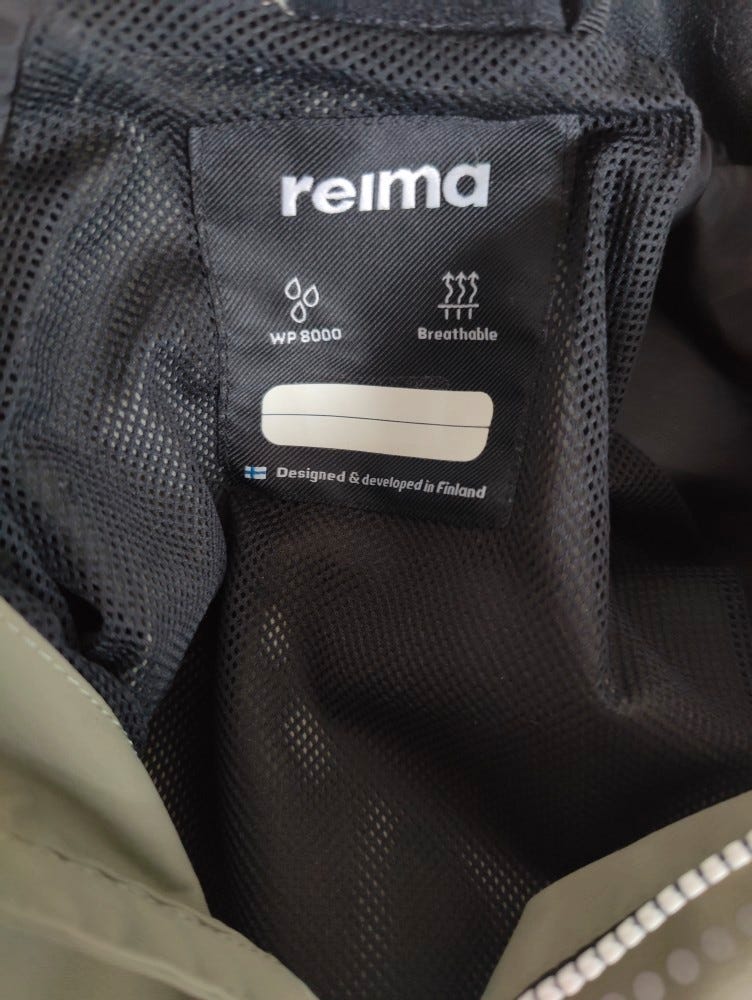 reima
WP 8000
Breathable
Designed & developed in Finland